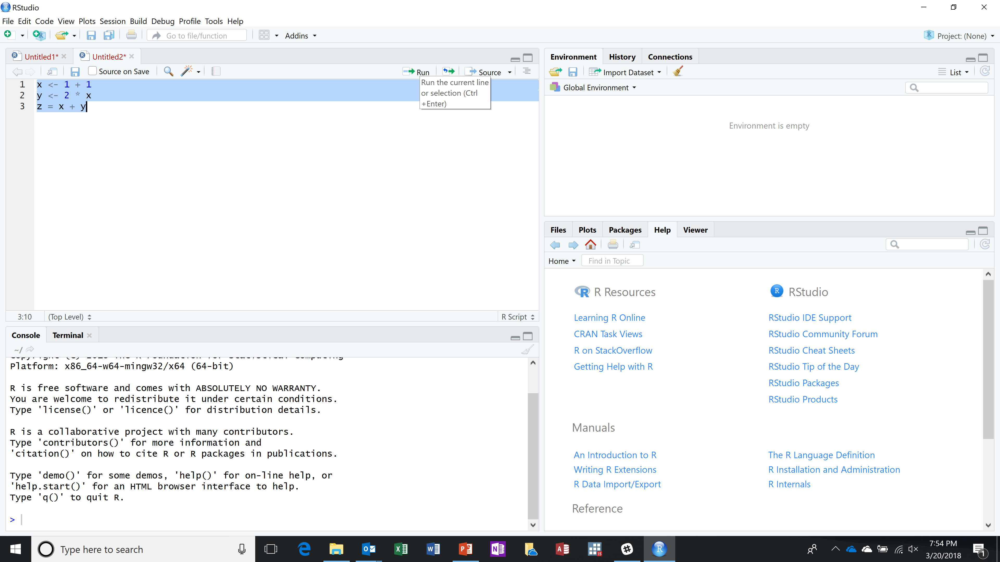 RStudio
File Edit Code View Plots Session Build Debug Profile Tools Help
Go to file/function Addins Project: (None)
Untitled1* Untitled2*
Source on Save Run Source
1 x <- 1 + 1
2 y <- 2 * x
3 z = x + y
Run the current line
or selection (Ctrl
+Enter)
3:10 (Top Level) R Script
Environment History Connections
Import Dataset List
Global Environment
Environment is empty
Console Terminal
~/
Platform: x86_64-w64-mingw32/x64 (64-bit)
R is free software and comes with ABSOLUTELY NO WARRANTY.
You are welcome to redistribute it under certain conditions.
Type 'license()' or 'licence()' for distribution details.
R is a collaborative project with many contributors.
Type 'contributors()' for more information and
'citation()' on how to cite R or R packages in publications.
Type 'demo()' for some demos, 'help()' for on-line help, or
'help.start()' for an HTML browser interface to help.
Type 'q()' to quit R.
>
Files Plots Packages Help Viewer
Home Find in Topic
R Resources
Learning R Online
CRAN Task Views
R on StackOverflow
Getting Help with R
RStudio
RStudio IDE Support
RStudio Community Forum
RStudio Cheat Sheets
RStudio Tip of the Day
RStudio Packages
RStudio Products
Manuals
An Introduction to R
Writing R Extensions
R Data Import/Export
The R Language Definition
R Installation and Administration
R Internals
Reference
Type here to search
15
7:54 PM
3/20/2018
1